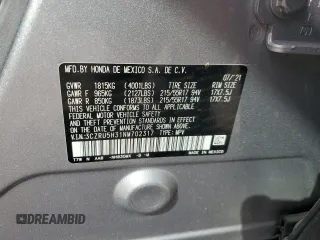 MFD.BY HONDA DE MEXICO S.A. DE C.V.
07/21
GVWR 1815KG (4001LBS) TIRE SIZE RIM SIZE
GAWR F 965KG (2127LBS) 215/55R17 94V 17X7.5J
GAWR R 850KG (1873LBS) 215/55R17 94V 17X7.5J
THIS VEHICLE CONFORMS TO ALL APPLICABLE
FEDERAL MOTOR VEHICLE SAFETY AND
THEFT PREVENTION STANDARDS IN EFFECT
ON THE DATE OF MANUFACTURE SHOWN ABOVE.
V.I.N:3CZRU5H31NM702317 TYPE: MPV
MADE IN
MEXICO